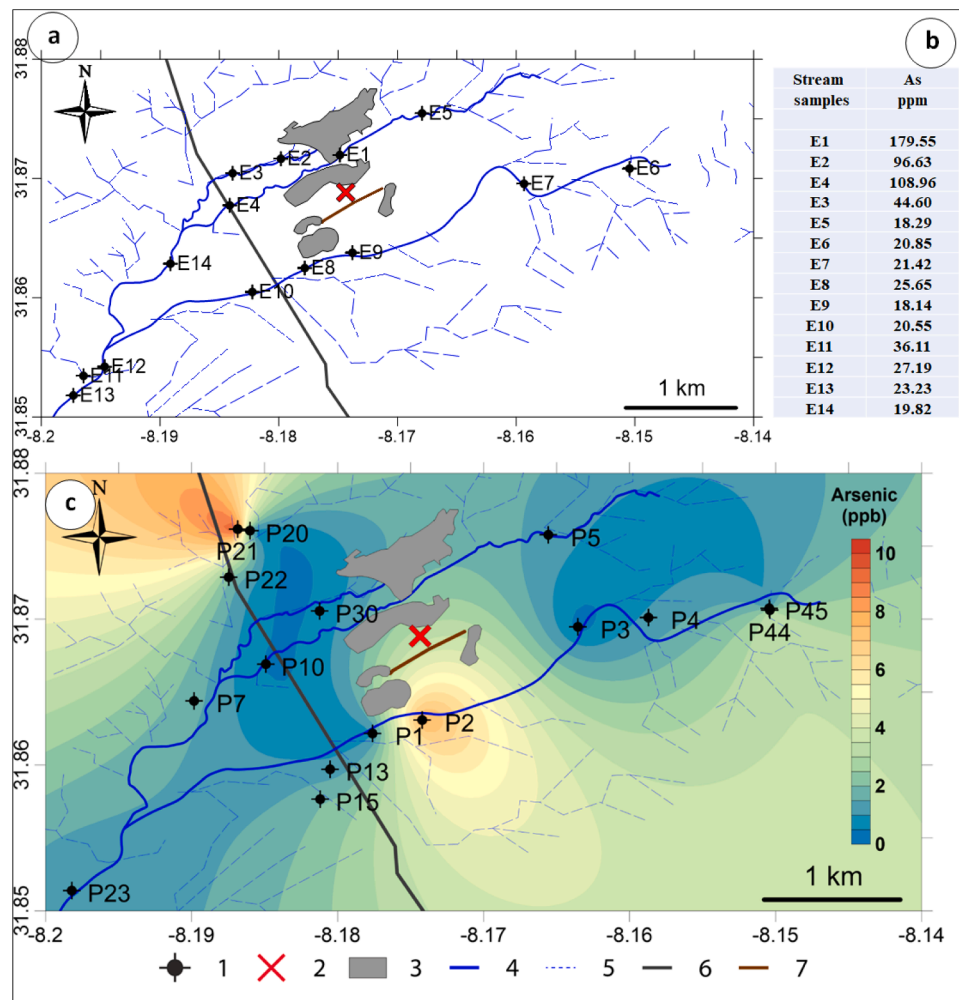 a
b
N
31.88
31.87
31.86
31.85
E5
E1
E2
E3
E4
E6
E7
E14
E9
E8
E10
E12
E11
E13
1 km
-8.2
-8.19
-8.18
-8.17
-8.16
-8.15
-8.14
Stream samples As ppm
E1 179.55
E2 96.63
E4 108.96
E3 44.60
E5 18.29
E6 20.85
E7 21.42
E8 25.65
E9 18.14
E10 20.55
E11 36.11
E12 27.19
E13 23.23
E14 19.82
c
N
31.88
31.87
31.86
31.85
Arsenic
(ppb)
10
8
6
4
2
0
P20
P21
P5
P22
P30
P3
P4
P45
P44
P10
P7
P2
P1
P13
P15
P23
1 km
-8.2
-8.19
-8.18
-8.17
-8.16
-8.15
-8.14
1 2 3 4 5 6 7